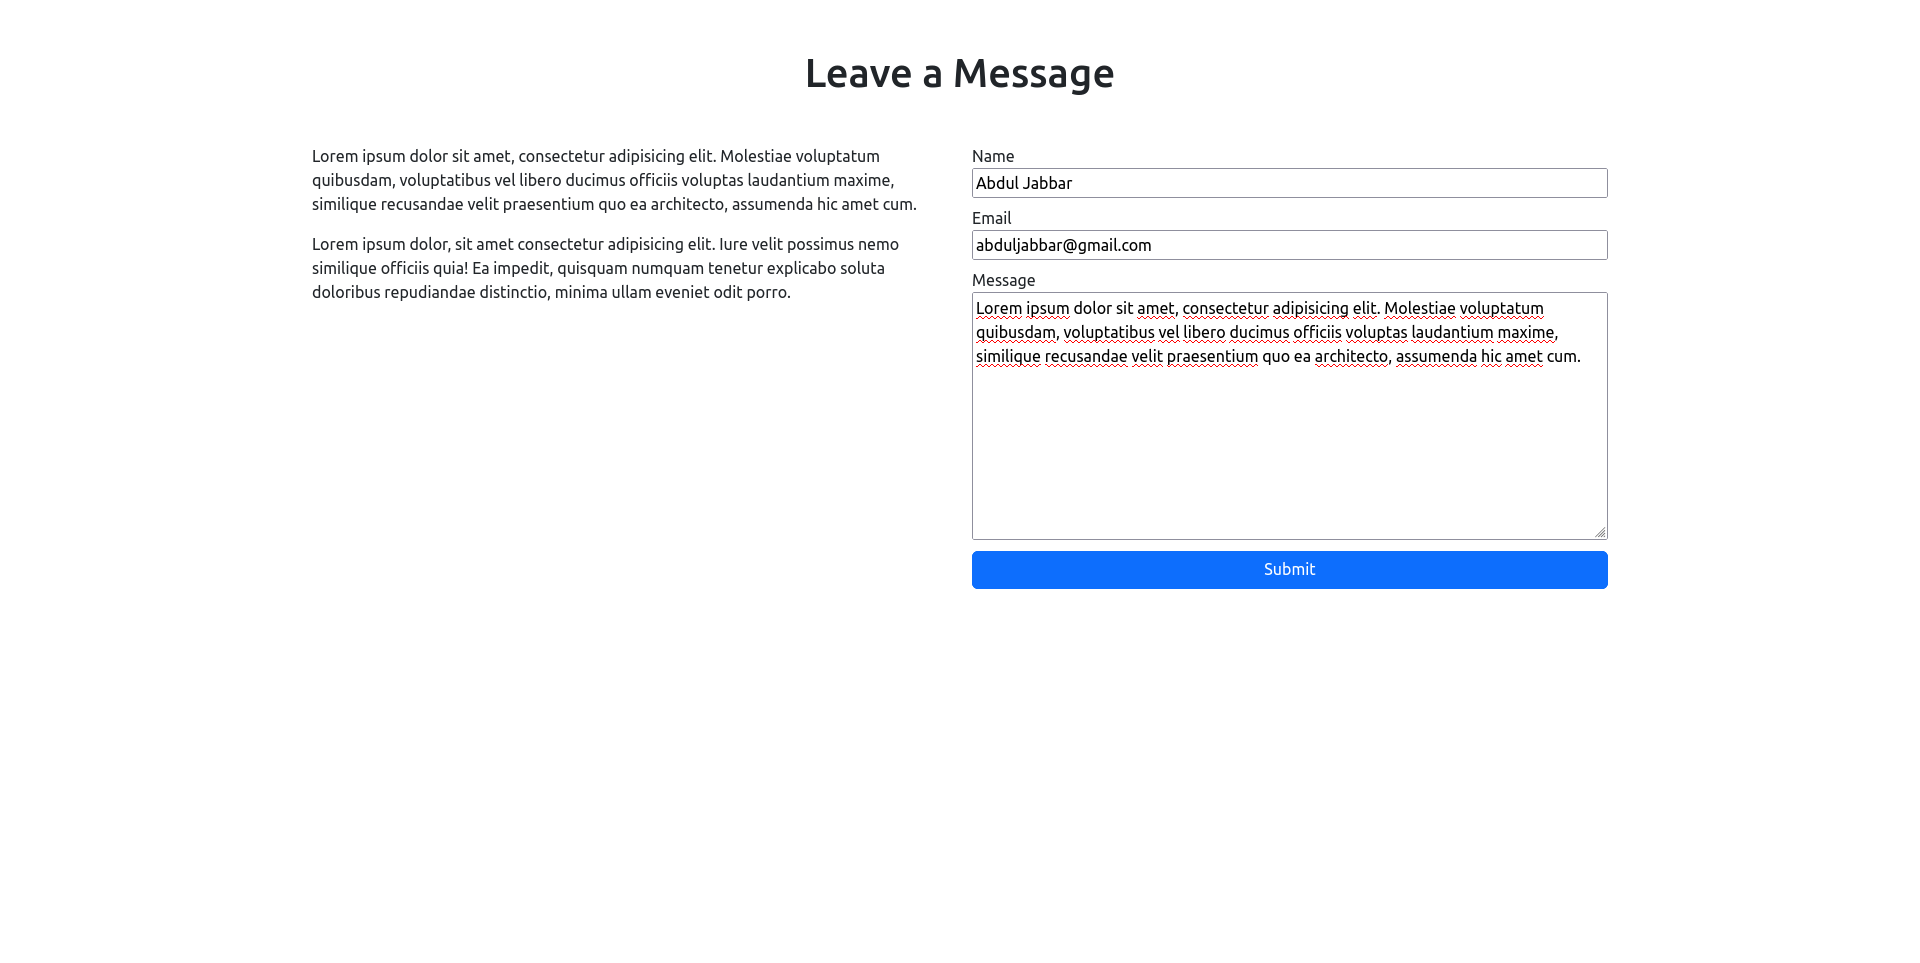 Leave a Message
Lorem ipsum dolor sit amet, consectetur adipisicing elit. Molestiae voluptatum
quibusdam, voluptatibus vel libero ducimus officiis voluptas laudantium maxime,
similique recusandae velit praesentium quo ea architecto, assumenda hic amet cum.
Lorem ipsum dolor, sit amet consectetur adipisicing elit. Iure velit possimus nemo
similique officiis quia! Ea impedit, quisquam numquam tenetur explicabo soluta
doloribus repudiandae distinctio, minima ullam eveniet odit porro.
Name
Abdul Jabbar
Email
abduljabbar@gmail.com
Message
Lorem ipsum dolor sit amet, consectetur adipisicing elit. Molestiae voluptatum
quibusdam, voluptatibus vel libero ducimus officiis voluptas laudantium maxime,
similique recusandae velit praesentium quo ea architecto, assumenda hic amet cum.
Submit